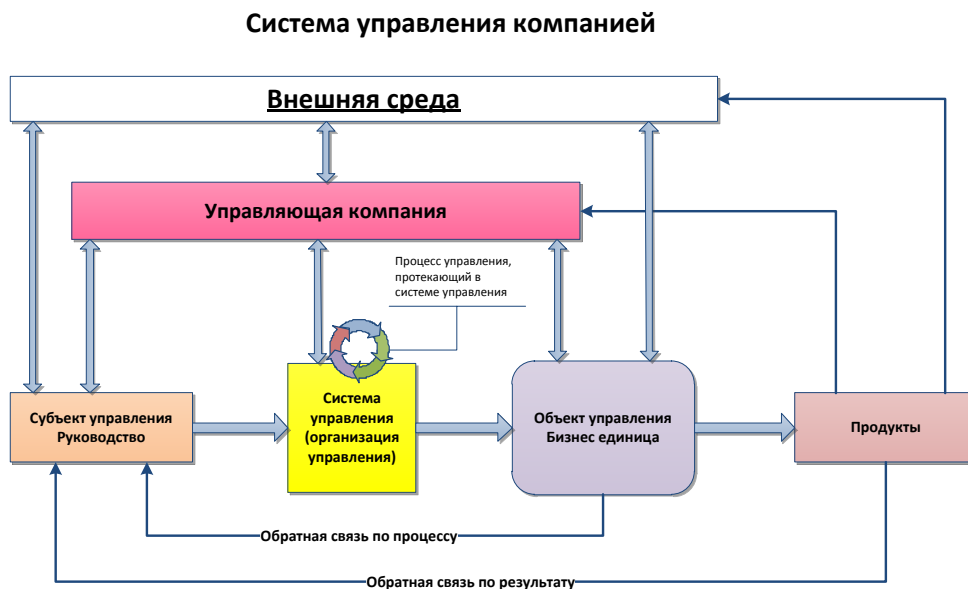 Система управления компанией
Внешняя среда
Управляющая компания
Процесс управления,
протекающий в
системе управления
Субъект управления
Руководство
Система
управления
(организация
управления)
Объект управления
Бизнес единица
Продукты
Обратная связь по процессу
Обратная связь по результату